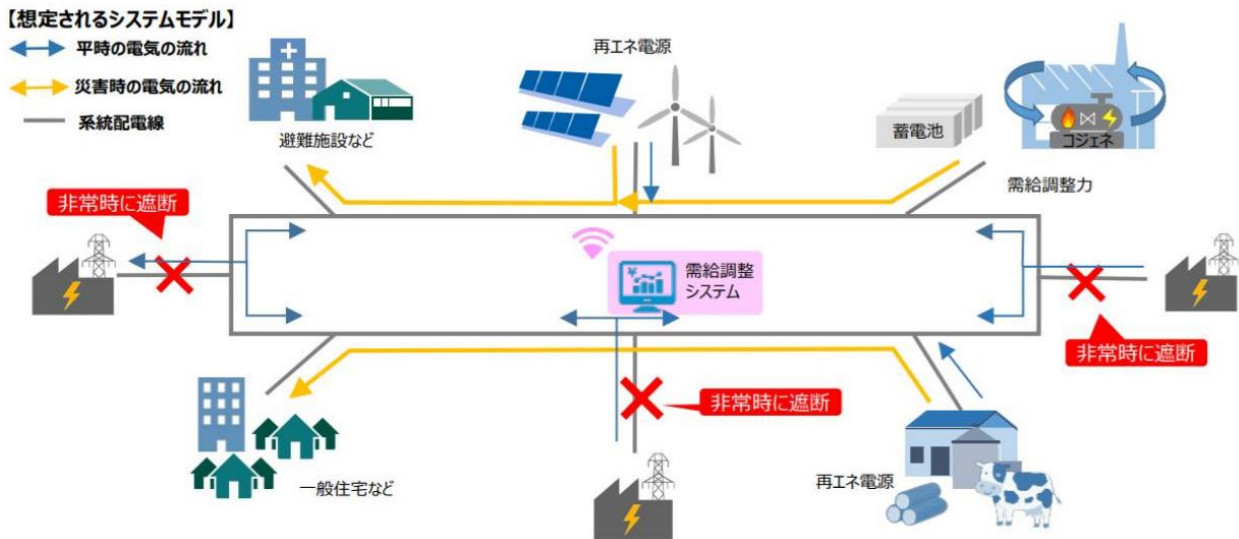 【想定されるシステムモデル】
平時の電気の流れ
災害時の電気の流れ
系統配電線
避難施設など
再エネ電源
蓄電池
コジェネ
需給調整力
非常時に遮断
¥
需給調整
システム
非常時に遮断
非常時に遮断
一般住宅など
再エネ電源